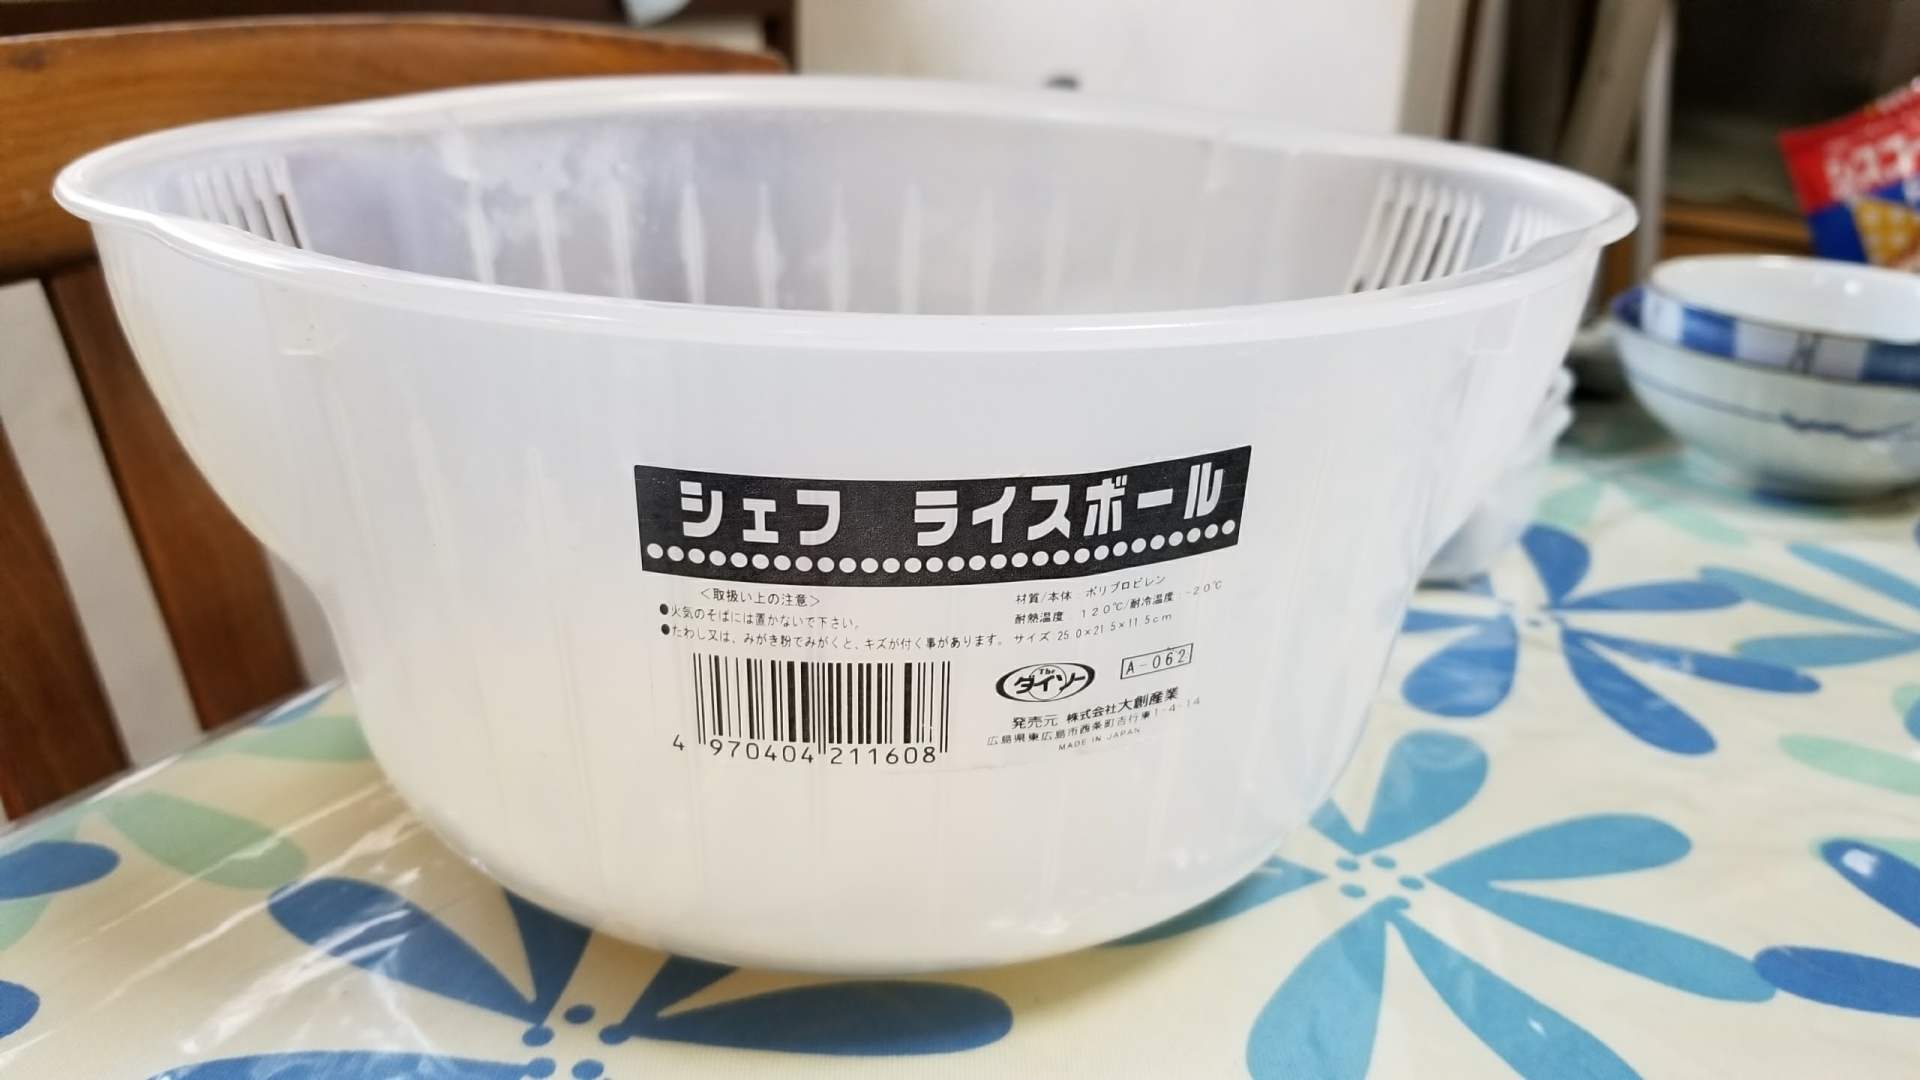 シェフ ライスボール
<取扱い上の注意>
●火気のそばには置かないで下さい。
●たわし又は、みがき粉でみがくと、キズが付く事があります。
材質/本体:ポリプロピレン
耐熱温度 120℃/耐冷温度:-20℃
サイズ 25.0×21.5×11.5cm
4 970404 211608
The
ダイソー
A-062
発売元 株式会社大創産業
広島県東広島市西条町吉行東1-4-14
MADE IN JAPAN